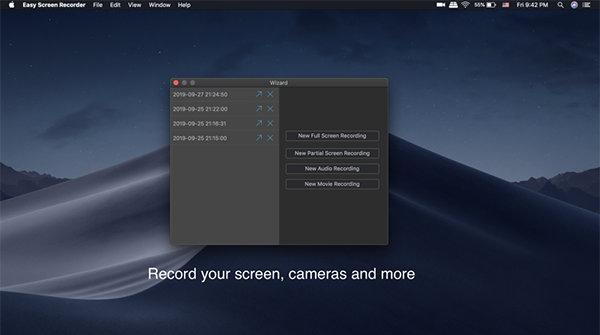 Easy Screen Recorder File Edit View Window Help 55% Fri 9:42 PM
Wizard
2019-09-27 21:24:50
2019-09-25 21:22:00
2019-09-25 21:16:31
2019-09-25 21:15:00
New Full Screen Recording
New Partial Screen Recording
New Audio Recording
New Movie Recording
Record your screen, cameras and more